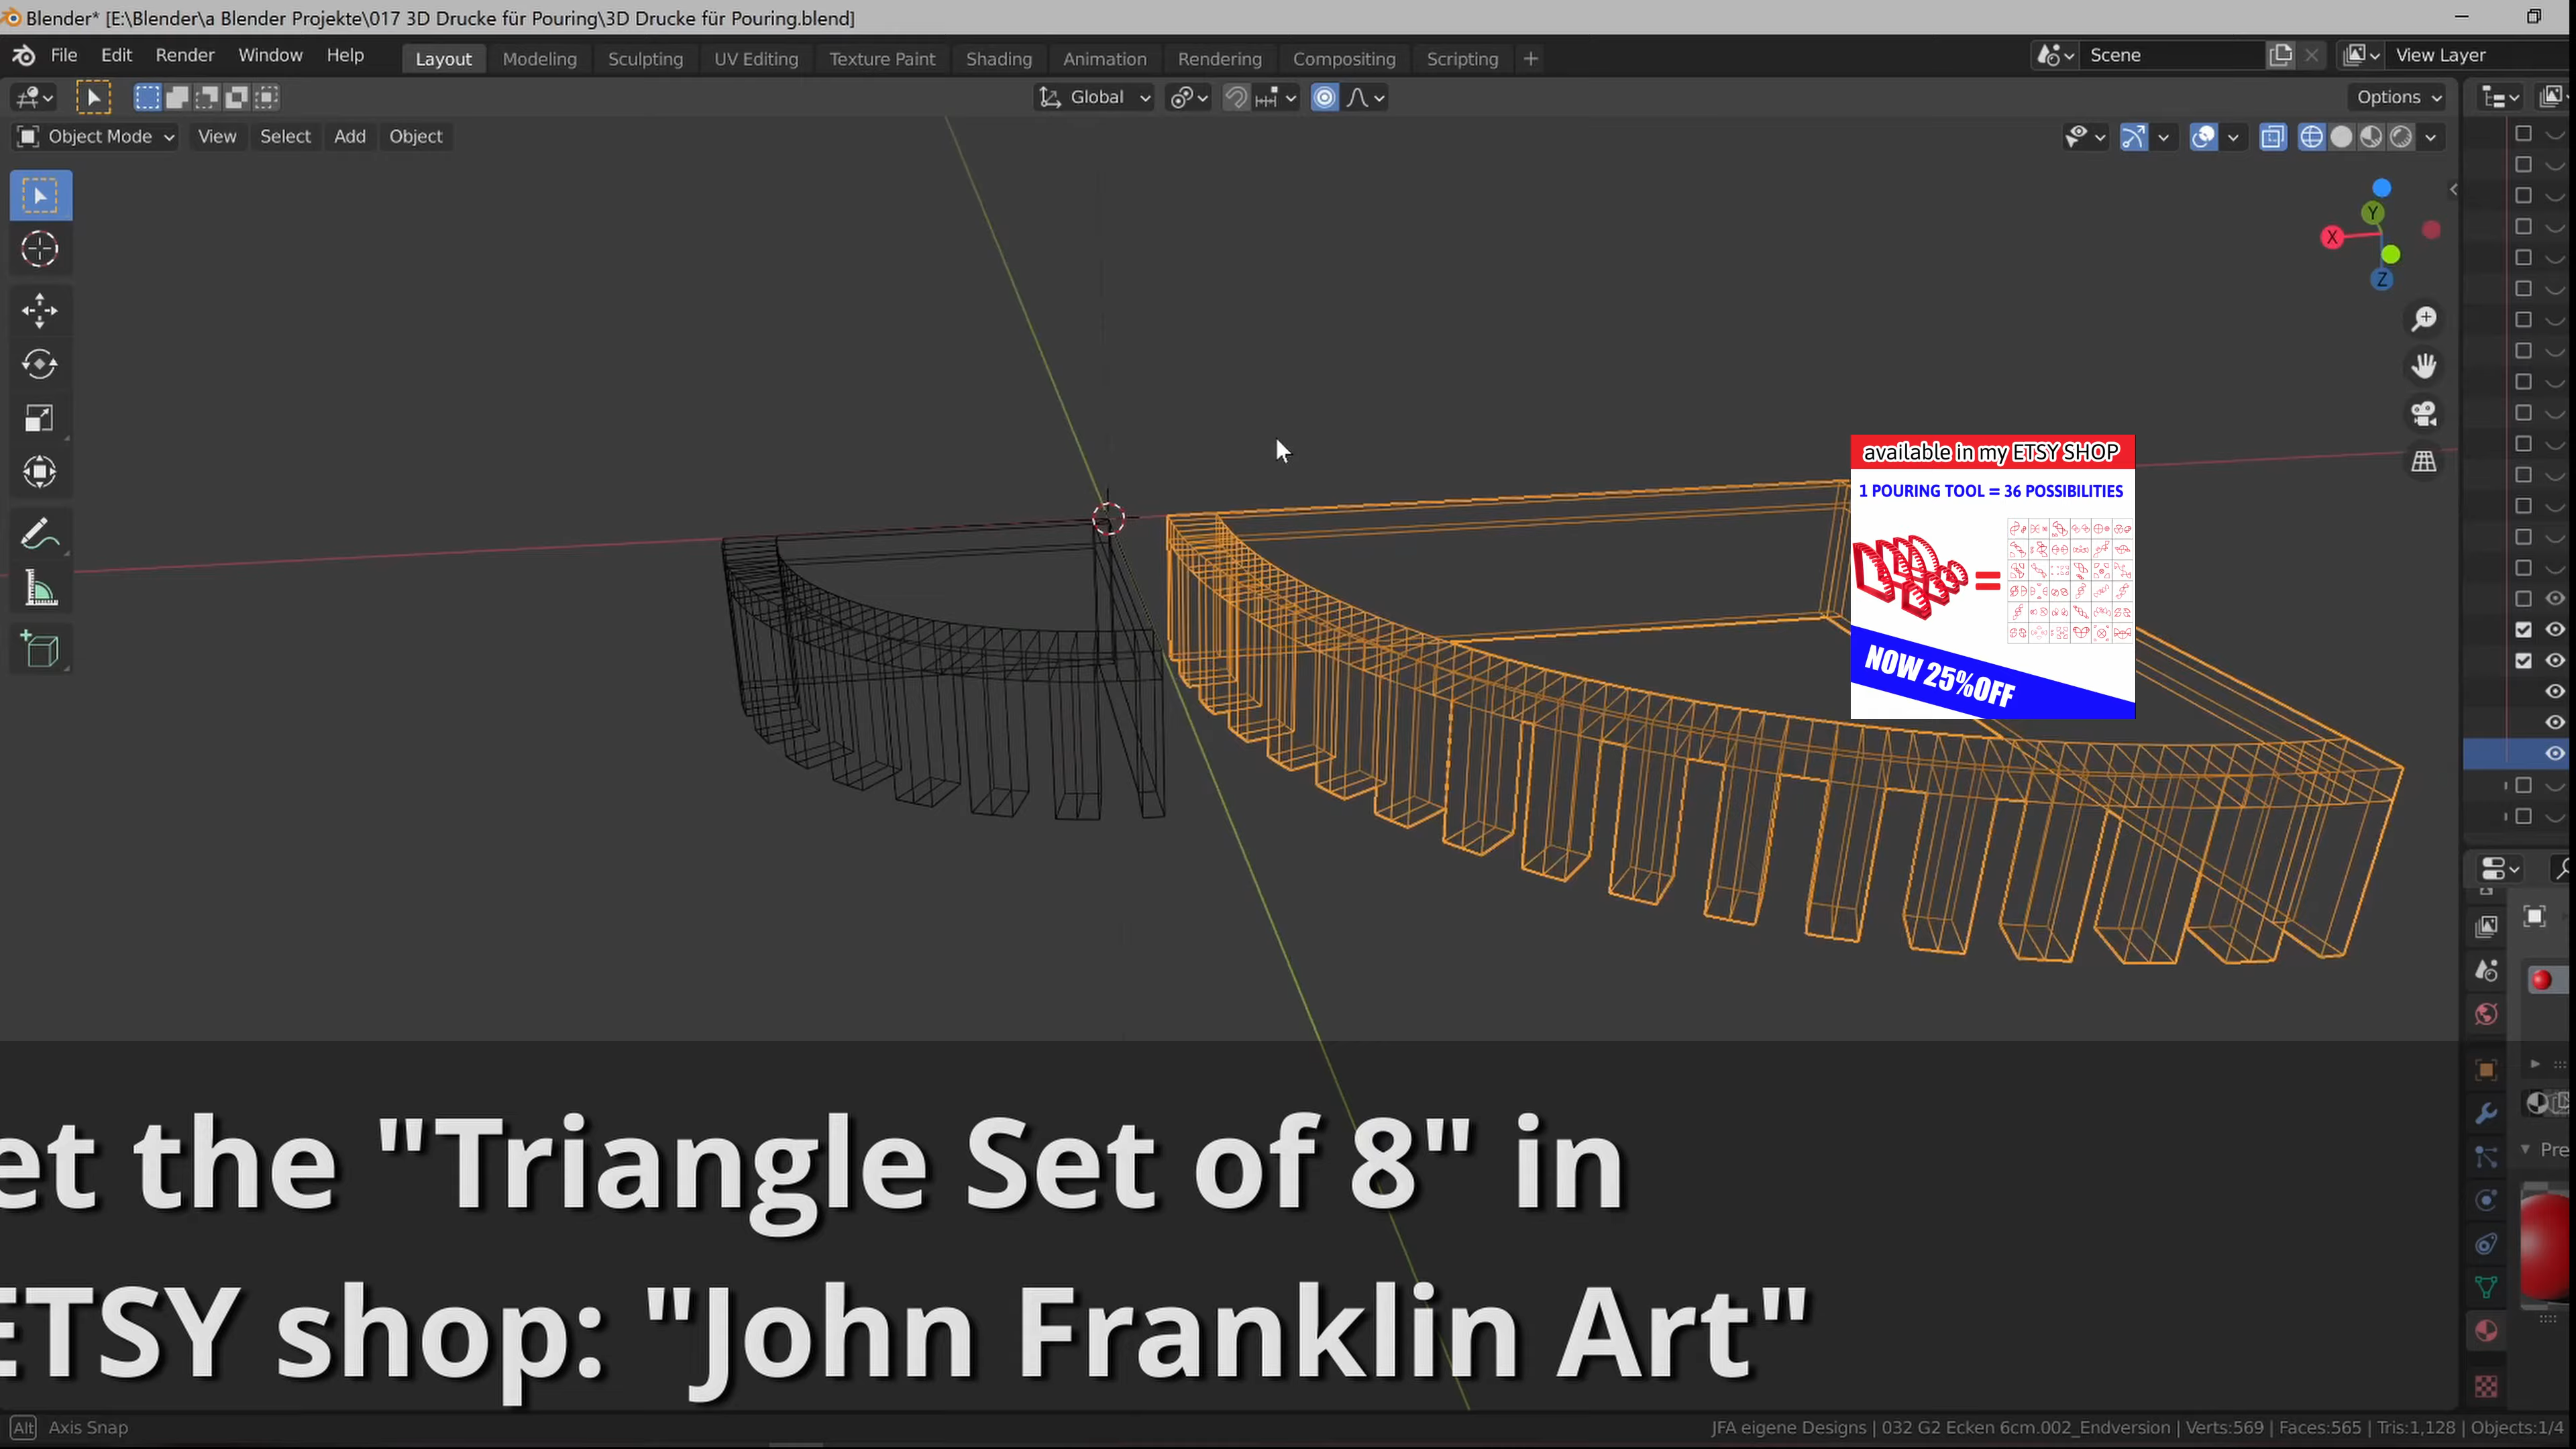 Blender* [E:\Blender\a Blender Projekte\017 3D Drucke für Pouring\3D Drucke für Pouring.blend]
File Edit Render Window Help Layout Modeling Sculpting UV Editing Texture Paint Shading Animation Rendering Compositing Scripting + Scene View Layer
Global Options
Object Mode View Select Add Object
Y
X
Z
available in my ETSY SHOP
1 POURING TOOL = 36 POSSIBILITIES
=
NOW 25%OFF
et the "Triangle Set of 8" in
ETSY shop: "John Franklin Art"
Pre
Alt Axis Snap
JFA eigene Designs | 032 G2 Ecken 6cm.002_Endversion | Verts:569 | Faces:565 | Tris:1,128 | Objects:1/4